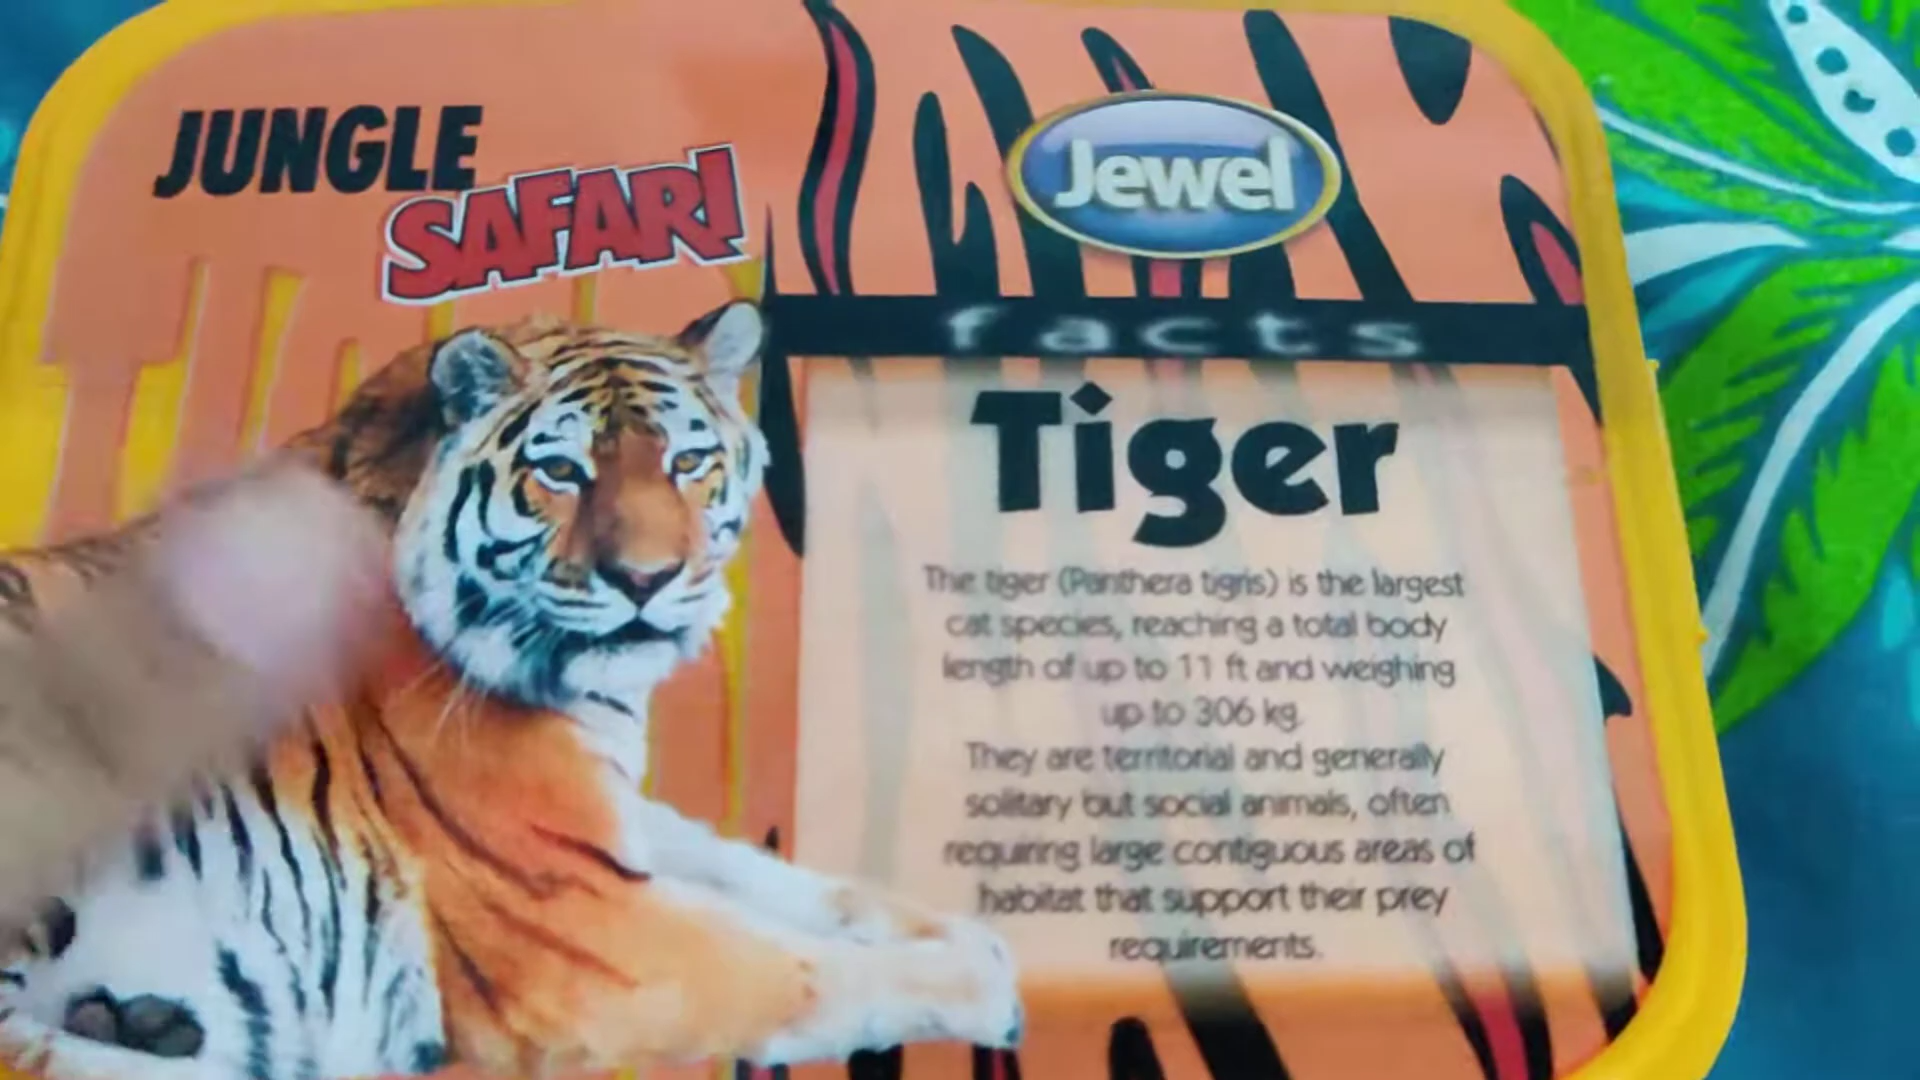 JUNGLE
SAFARI
Jewel
facts
Tiger
The tiger (Panthera tigris) is the largest
cat species, reaching a total body
length of up to 11 ft and weighing
up to 306 kg.
They are territorial and generally
solitary but social animals, often
requiring large contiguous areas of
habitat that support their prey
requirements.